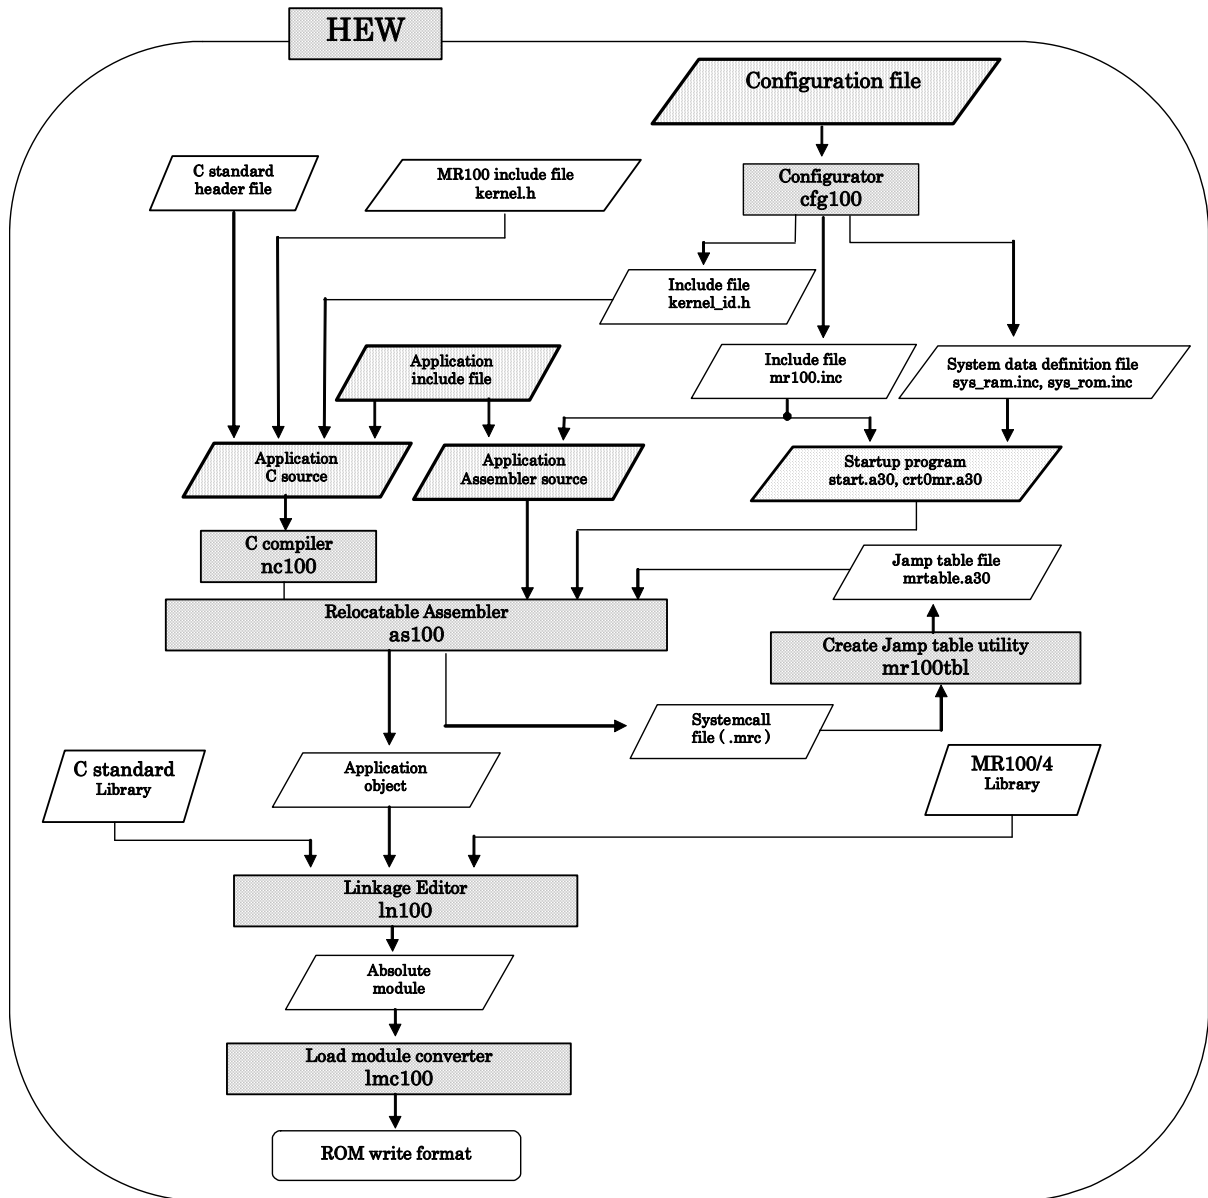 HEW
Configuration file
C standard
header file
MR100 include file
kernel.h
Configurator
cfg100
Include file
kernel_id.h
Application
include file
Include file
mr100.inc
System data definition file
sys_ram.inc, sys_rom.inc
Application
C source
Application
Assembler source
Startup program
start.a30, crt0mr.a30
C compiler
nc100
Jamp table file
mrtable.a30
Relocatable Assembler
as100
Create Jamp table utility
mr100tbl
Systemcall
file ( .mrc )
C standard
Library
Application
object
MR100/4
Library
Linkage Editor
ln100
Absolute
module
Load module converter
lmc100
ROM write format